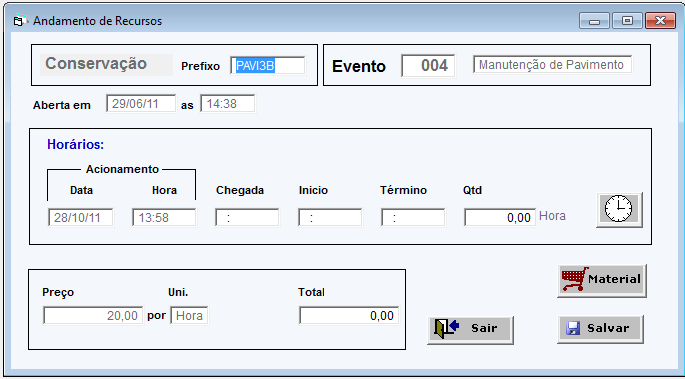 Andamento de Recursos
Conservação Prefixo PAVI3B Evento 004 Manutenção de Pavimento
Aberta em 29/06/11 as 14:38
Horários:
Acionamento
Data Hora Chegada Inicio Término Qtd
28/10/11 13:58 : : : 0,00 Hora
Preço Uni. Total
20,00 por Hora 0,00
Material
Sair Salvar